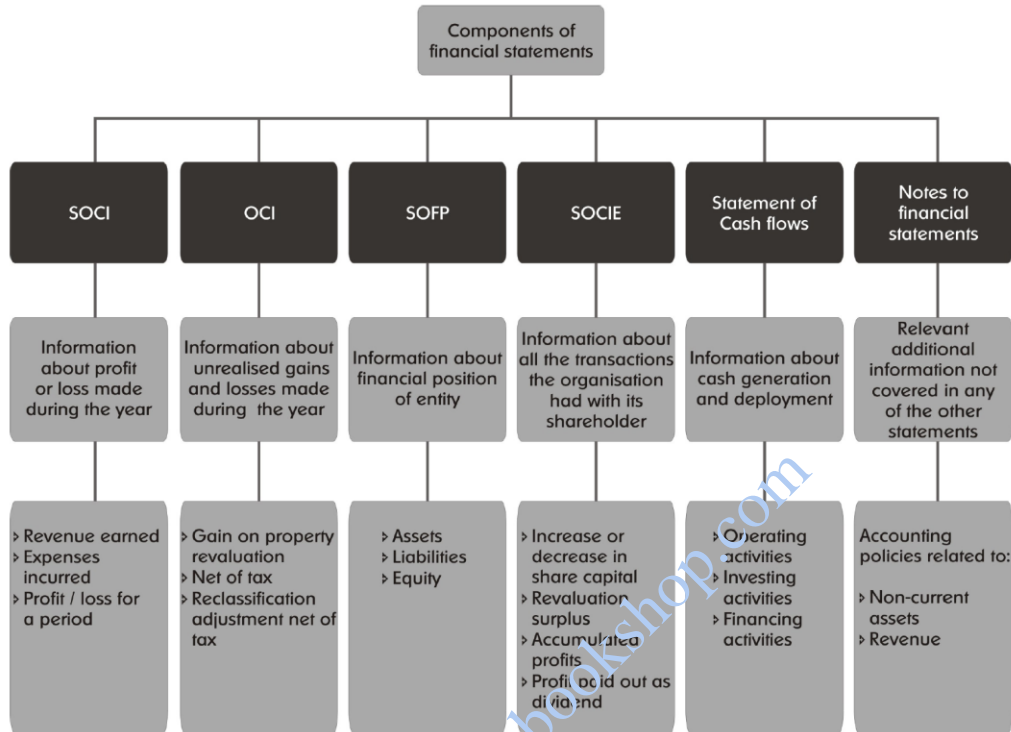 Components of
financial statements
SOCI
OCI
SOFP
SOCIE
Statement of
Cash flows
Notes to
financial
statements
Information
about profit
or loss made
during the year
Information about
unrealised gains
and losses made
during the year
Information about
financial position
of entity
Information about
all the transactions
the organisation
had with its
shareholder
Information about
cash generation
and deployment
Relevant
additional
information not
covered in any
of the other
statements
▹ Revenue earned
▹ Expenses
incurred
▹ Profit / loss for
a period
▹ Gain on property
revaluation
▹ Net of tax
▹ Reclassification
adjustment net of
tax
▹ Assets
▹ Liabilities
▹ Equity
▹ Increase or
decrease in
share capital
▹ Revaluation
surplus
▹ Accumulated
profits
▹ Profit paid out as
dividend
▹ Operating
activities
▹ Investing
activities
▹ Financing
activities
Accounting
policies related to:
▹ Non-current
assets
▹ Revenue
bookshop.com